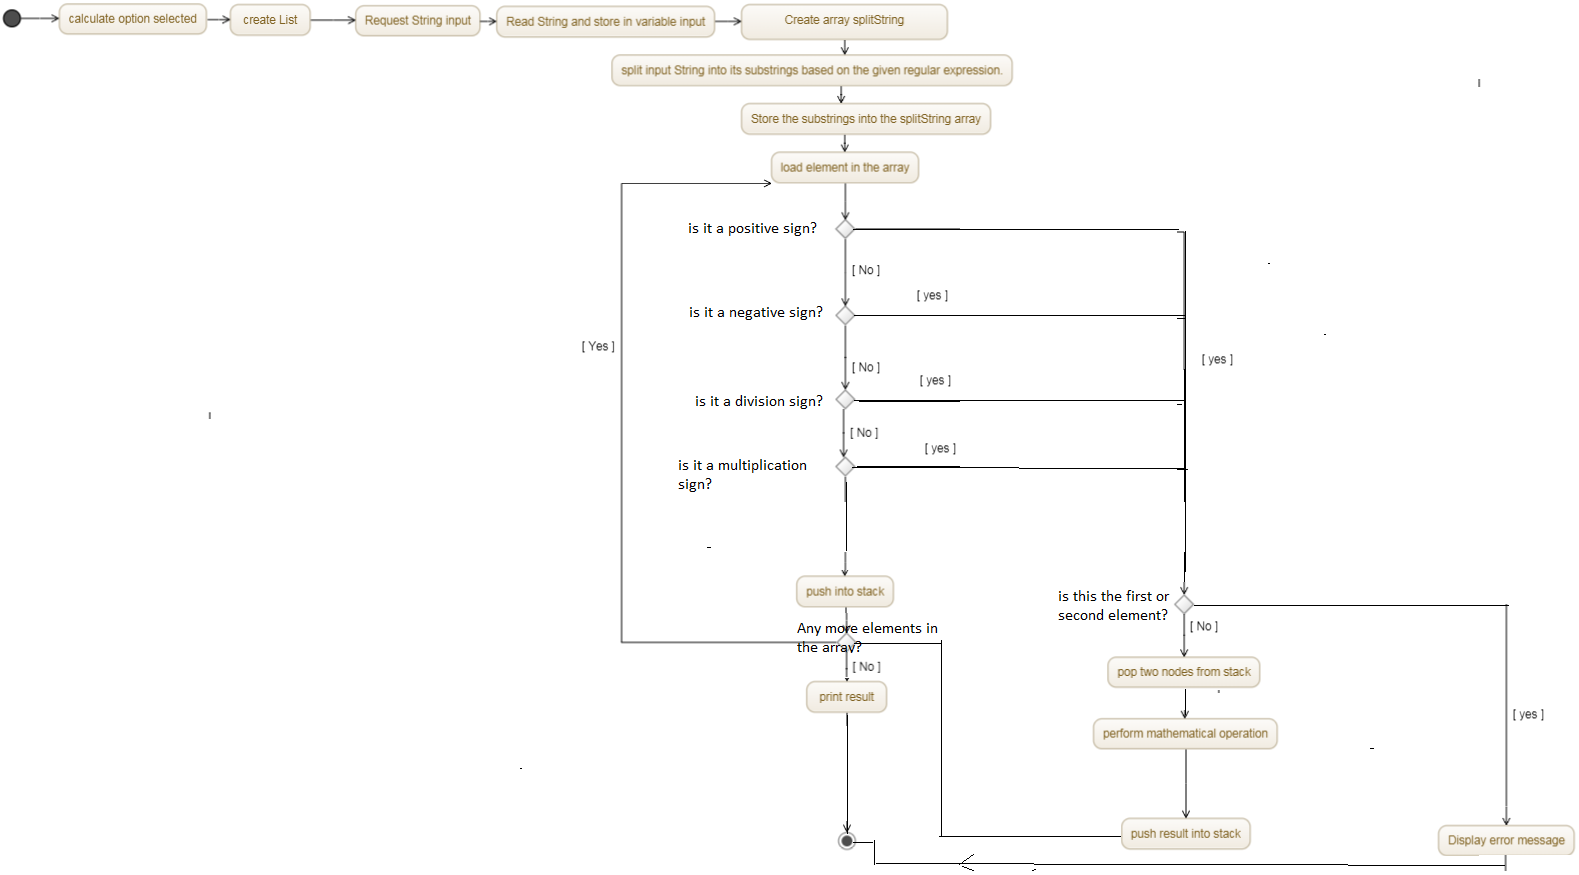 calculate option selected
create List
Request String input
Read String and store in variable input
Create array splitString
split input String into its substrings based on the given regular expression.
Store the substrings into the splitString array
load element in the array
is it a positive sign?
[ No ]
[ yes ]
is it a negative sign?
[ Yes ]
[ yes ]
[ No ]
[ yes ]
is it a division sign?
[ No ]
[ yes ]
is it a multiplication
sign?
push into stack
is this the first or
second element?
[ No ]
Any more elements in
the array?
[ No ]
pop two nodes from stack
print result
[ yes ]
perform mathematical operation
push result into stack
Display error message